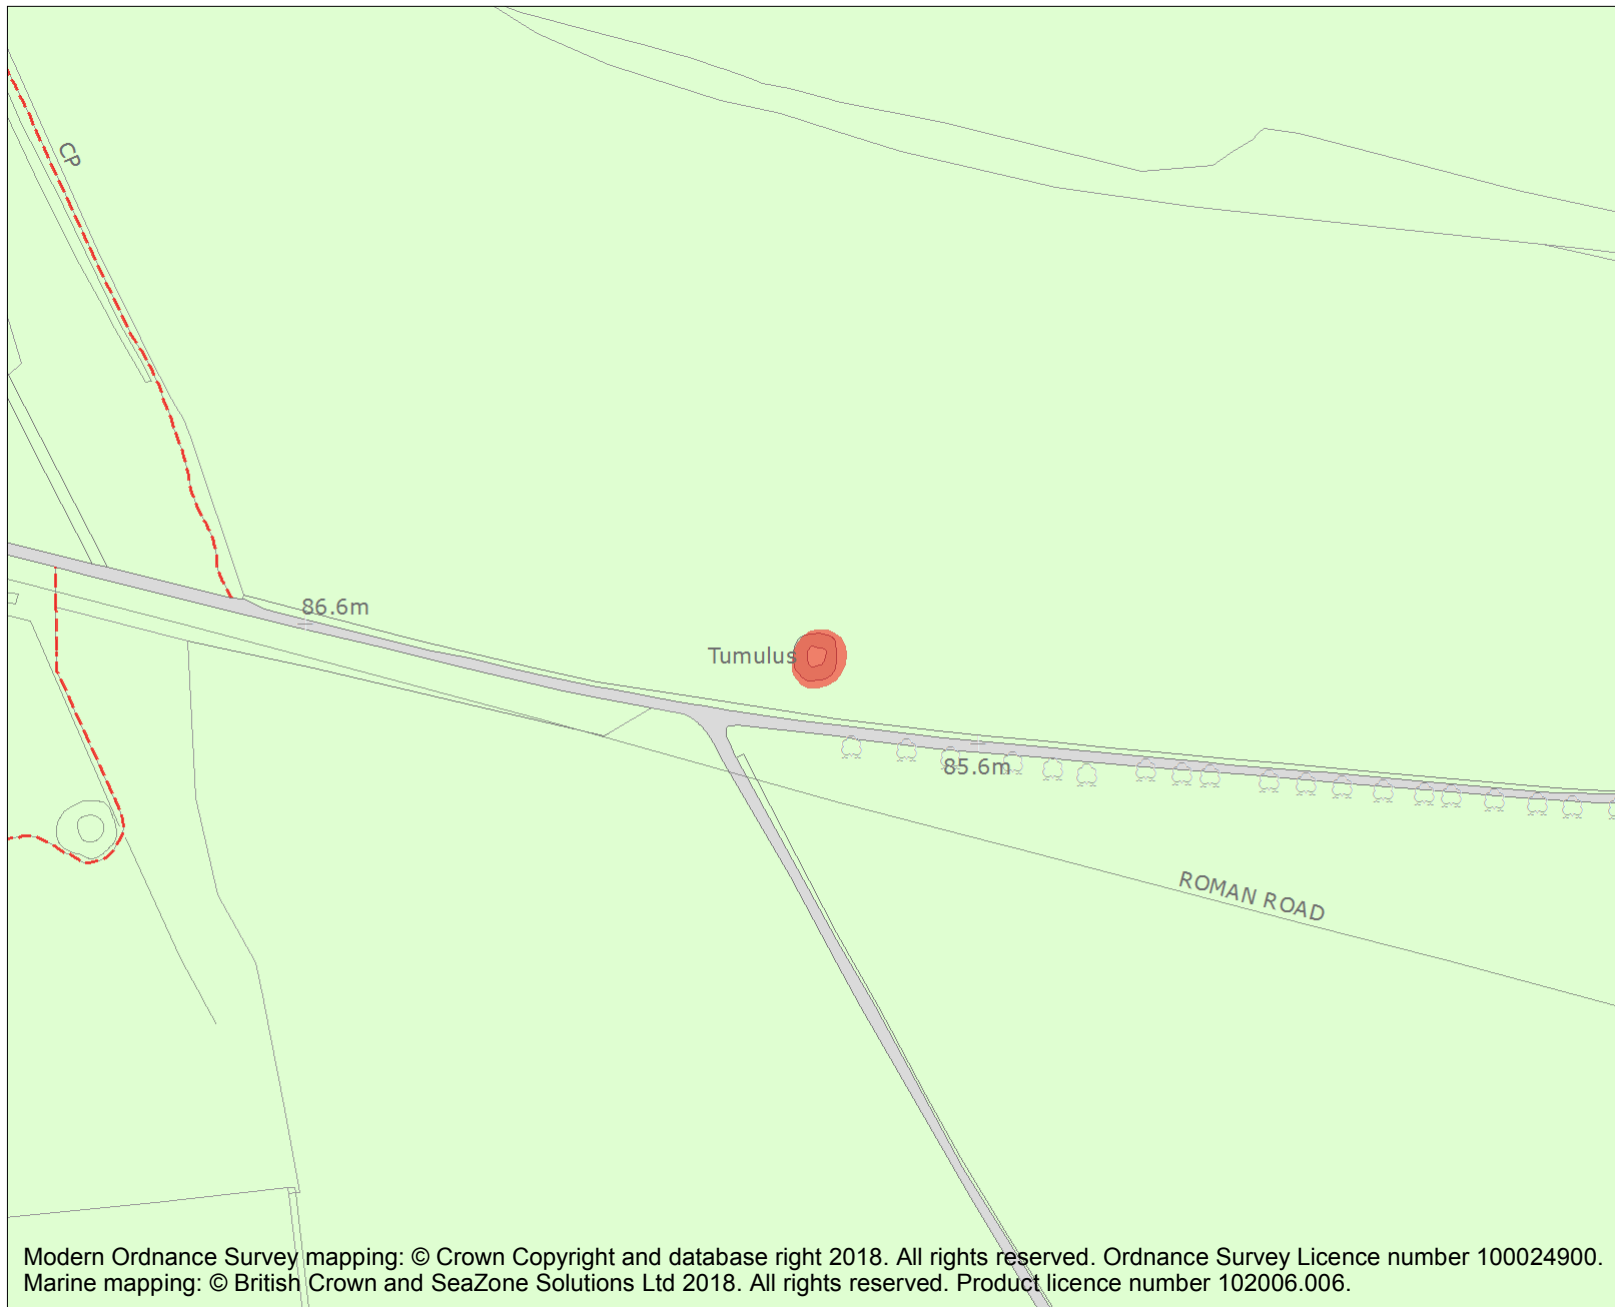 CP
86.6m
Tumulus
85.6m
ROMAN ROAD
Modern Ordnance Survey mapping: © Crown Copyright and database right 2018. All rights reserved. Ordnance Survey Licence number 100024900.
Marine mapping: © British Crown and SeaZone Solutions Ltd 2018. All rights reserved. Product licence number 102006.006.